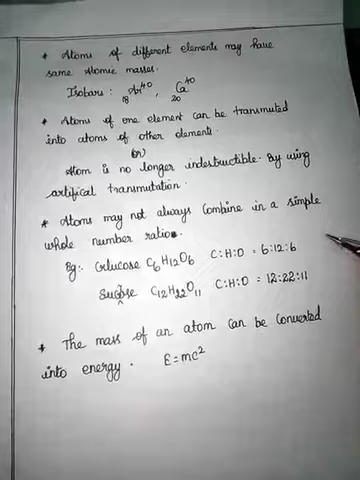 * Atoms of different elements may have
same atomic masses.
Isobars: ₁₈Ar⁴⁰, ₂₀Ca⁴⁰
* Atoms of one element can be transmuted
into atoms of other elements.
(or)
Atom is no longer indestructible. By using
artifical transmutation.
* Atoms may not always combine in a simple
whole number ratio.
Eg:- Glucose C₆H₁₂O₆ C:H:O = 6:12:6
Sucrose C₁₂H₂₂O₁₁ C:H:O = 12:22:11
* The mass of an atom can be converted
into energy. E=mc²